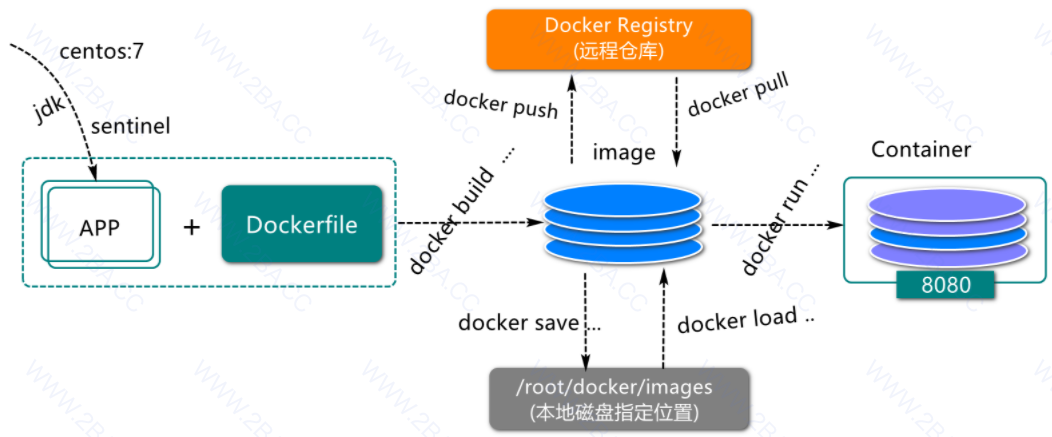 Docker Registry
(远程仓库)
centos:7
jdk
sentinel
docker push
docker pull
image
Container
APP
+
Dockerfile
docker build ...
docker run ...
8080
docker save ...
docker load ..
/root/docker/images
(本地磁盘指定位置)
WWW.2BA.CC